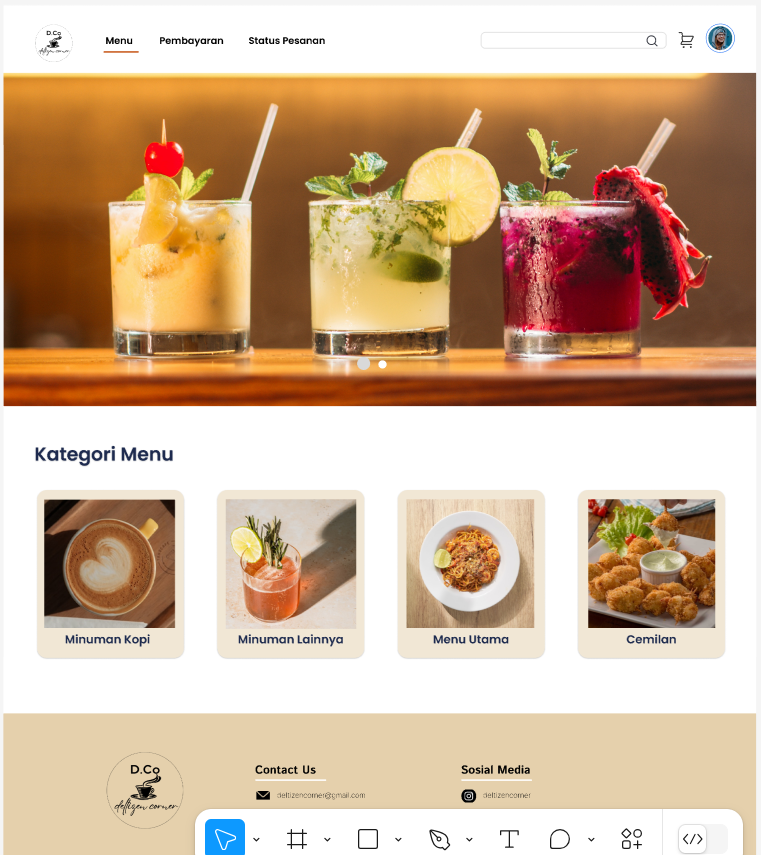 D.Co
deltizen corner
Menu
Pembayaran
Status Pesanan
Kategori Menu
Minuman Kopi
Minuman Lainnya
Menu Utama
Cemilan
D.Co
deltizen corner
Contact Us
deltizencorner@gmail.com
Sosial Media
deltizencorner